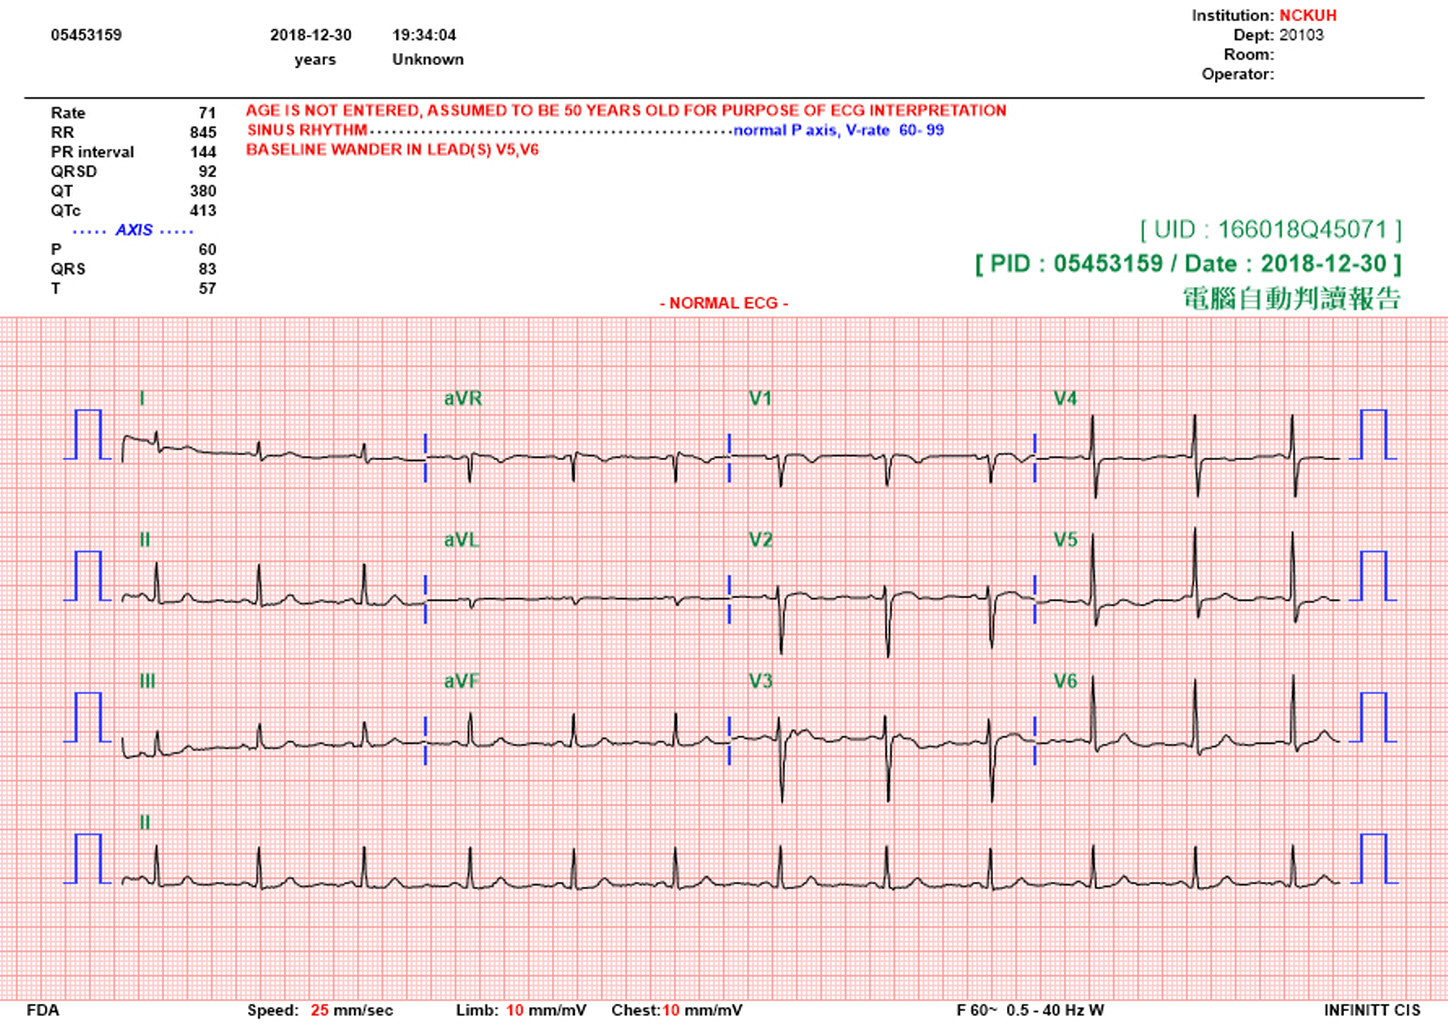 Institution: NCKUH
05453159 2018-12-30 19:34:04 Dept: 20103
years Unknown Room:
Operator:
Rate 71 AGE IS NOT ENTERED, ASSUMED TO BE 50 YEARS OLD FOR PURPOSE OF ECG INTERPRETATION
RR 845 SINUS RHYTHM normal P axis, V-rate 60- 99
PR interval 144 BASELINE WANDER IN LEAD(S) V5,V6
QRSD 92
QT 380
QTc 413
····· AXIS ·····
P 60
QRS 83
T 57
[ UID : 166018Q45071 ]
[ PID : 05453159 / Date : 2018-12-30 ]
電腦自動判讀報告
- NORMAL ECG -
I aVR V1 V4
II aVL V2 V5
III aVF V3 V6
II
FDA Speed: 25 mm/sec Limb: 10 mm/mV Chest:10 mm/mV F 60~ 0.5 - 40 Hz W INFINITT CIS